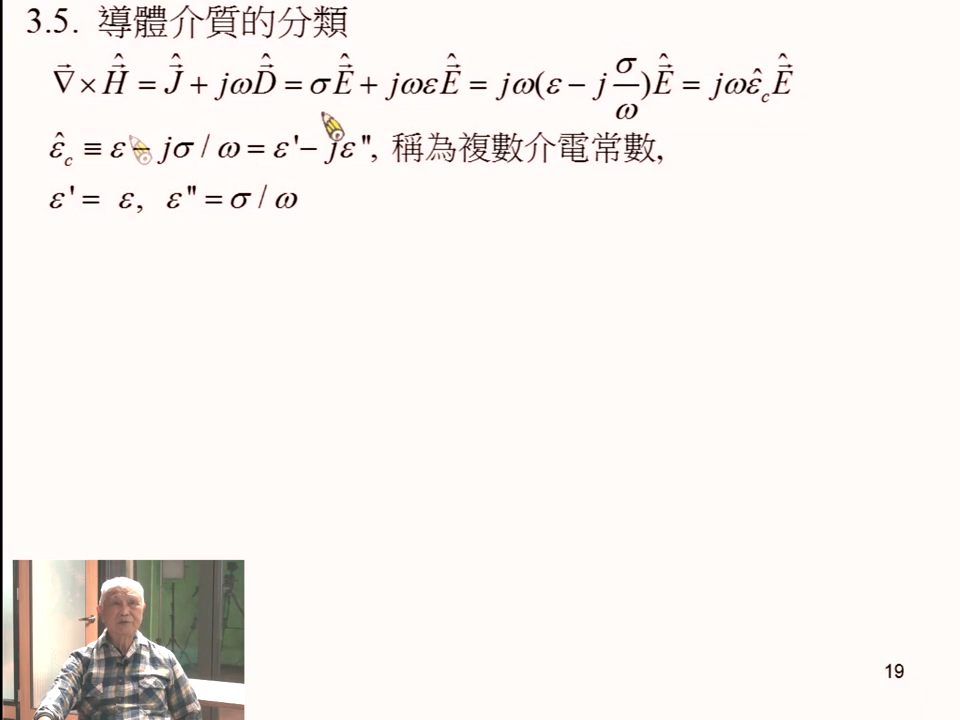 3.5. 導體介質的分類
∇⃗ × Ĥ⃗ = Ĵ⃗ + jωD̂⃗ = σÊ⃗ + jωεÊ⃗ = jω(ε − j σ/ω)Ê⃗ = jωε̂_c Ê⃗
ε̂_c ≡ ε − jσ / ω = ε' − jε", 稱為複數介電常數,
ε' = ε, ε" = σ / ω
19